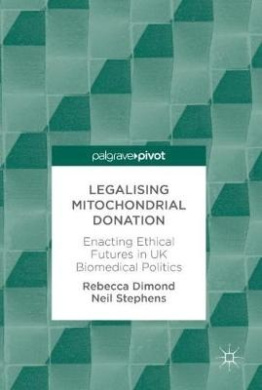 palgrave›pivot
LEGALISING
MITOCHONDRIAL
DONATION
Enacting Ethical
Futures in UK
Biomedical Politics
Rebecca Dimond
Neil Stephens